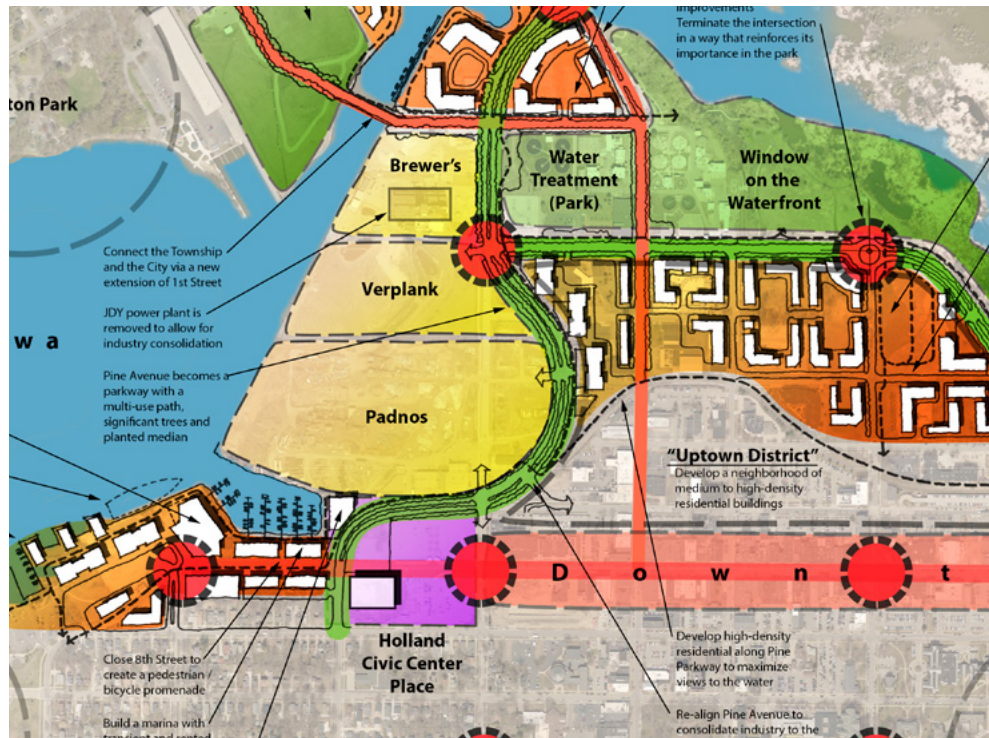 improvements
Terminate the intersection
in a way that reinforces its
importance in the park
ton Park
Brewer's
Water
Treatment
(Park)
Window
on the
Waterfront
Connect the Township
and the City via a new
extension of 1st Street
JDY power plant is
removed to allow for
industry consolidation
Verplank
w a
Pine Avenue becomes a
parkway with a
multi-use path,
significant trees and
planted median
Padnos
"Uptown District"
Develop a neighborhood of
medium to high-density
residential buildings
D o w n t
Holland
Civic Center
Place
Close 8th Street to
create a pedestrian /
bicycle promenade
Develop high-density
residential along Pine
Parkway to maximize
views to the water
Build a marina with
transient and rented
Re-align Pine Avenue to
consolidate industry to the